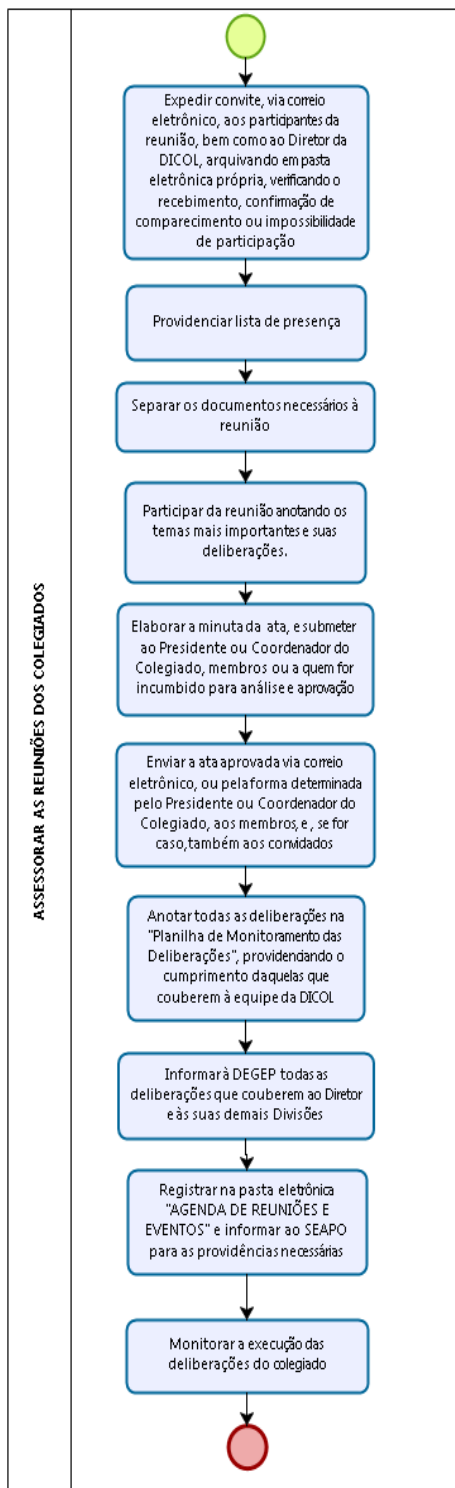 ASSESSORAR AS REUNIÕES DOS COLEGIADOS
Expedir convite, via correio
eletrônico, aos participantes da
reunião, bem como ao Diretor da
DICOL, arquivando em pasta
eletrônica própria, verificando o
recebimento, confirmação de
comparecimento ou impossibilidade
de participação
Providenciar lista de presença
Separar os documentos necessários à
reunião
Participar da reunião anotando os
temas mais importantes e suas
deliberações.
Elaborar a minuta da ata, e submeter
ao Presidente ou Coordenador do
Colegiado, membros ou a quem for
incumbido para análise e aprovação
Enviar a ata aprovada via correio
eletrônico, ou pelaforma determinada
pelo Presidente ou Coordenador do
Colegiado, aos membros, e , se for
caso, também aos convidados
Anotar todas as deliberações na
"Planilha de Monitoramento das
Deliberações", providenciando o
cumprimento daquelas que
couberem à equipe da DICOL
Informar à DEGEP todas as
deliberações que couberem ao Diretor
e às suas demais Divisões
Registrar na pasta eletrônica
"AGENDA DE REUNIÕES E
EVENTOS" e informar ao SEAPO
para as providências necessárias
Monitorar a execução das
deliberações do colegiado